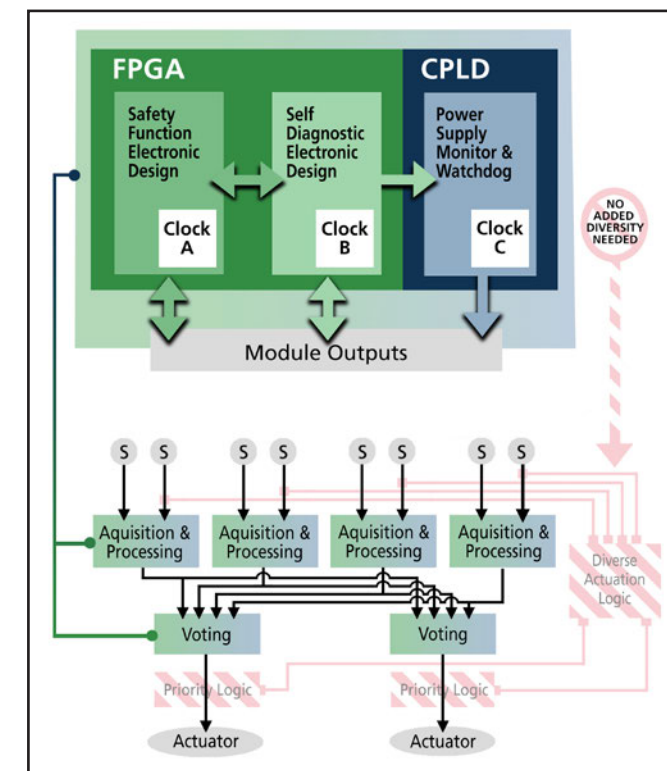 FPGA
CPLD
Safety
Function
Electronic
Design
Clock
A
Self
Diagnostic
Electronic
Design
Clock
B
Power
Supply
Monitor &
Watchdog
Clock
C
NO
ADDED
DIVERSITY
NEEDED
Module Outputs
S S S S S S S S
Aquisition &
Processing
Aquisition &
Processing
Aquisition &
Processing
Aquisition &
Processing
Diverse
Actuation
Logic
Voting
Voting
Priority Logic
Priority Logic
Actuator
Actuator